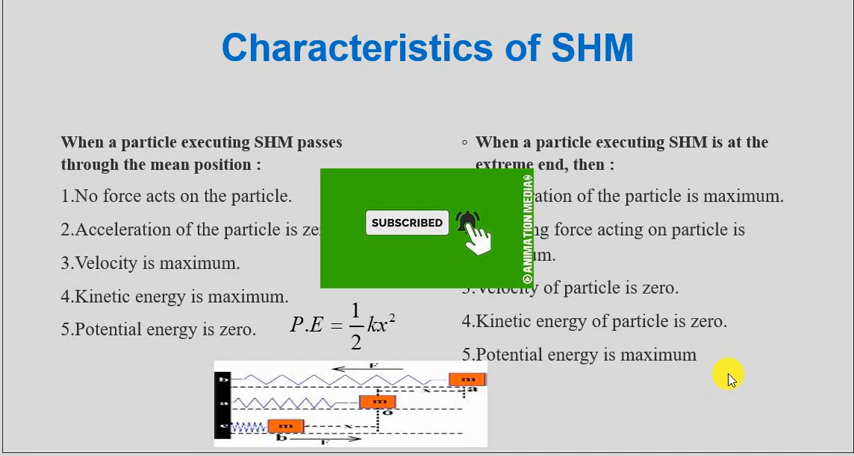 Characteristics of SHM
When a particle executing SHM passes
through the mean position :
1.No force acts on the particle.
2.Acceleration of the particle is
3.Velocity is maximum.
4.Kinetic energy is maximum.
5.Potential energy is zero.
P.E = 1/2 kx²
When a particle executing SHM is at the
extreme end, then :
of the particle is maximum.
force acting on particle is
3.Velocity of particle is zero.
4.Kinetic energy of particle is zero.
5.Potential energy is maximum
SUBSCRIBED
©ANIMATION MEDIA®
F
b m
x a
a m
o
c m x
b F